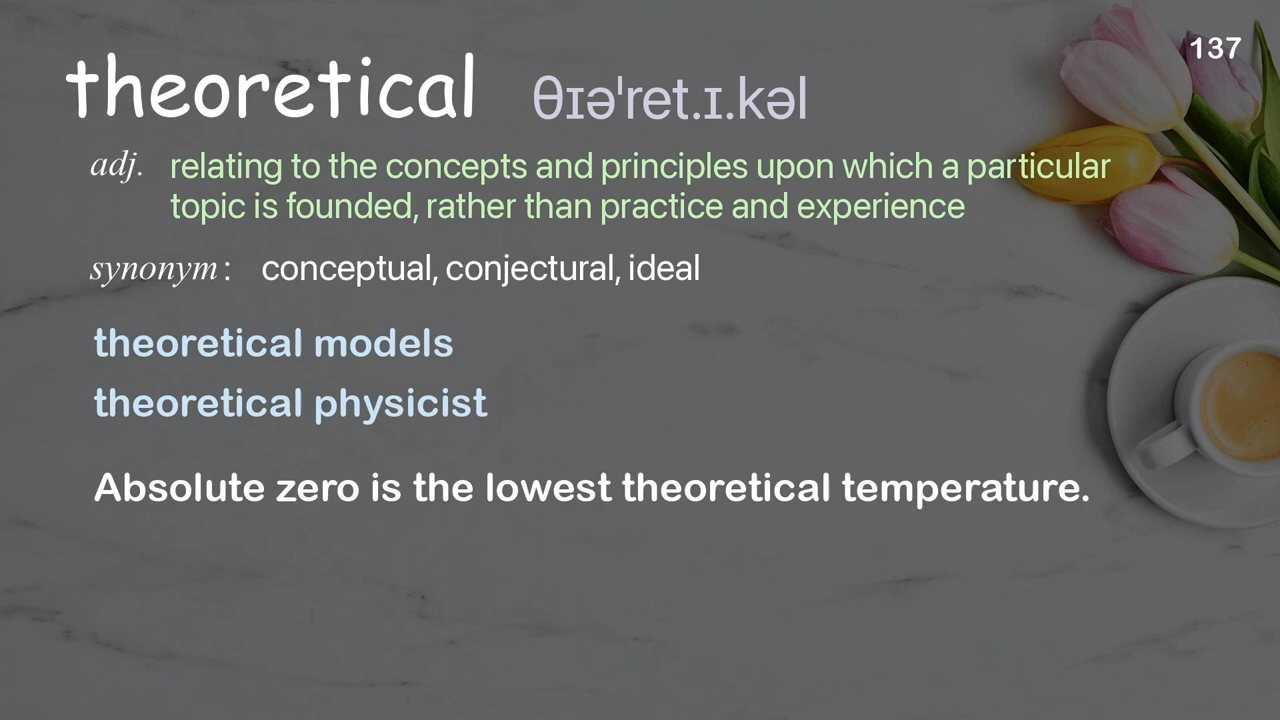 137
theoretical θɪəˈret.ɪ.kəl
adj. relating to the concepts and principles upon which a particular
topic is founded, rather than practice and experience
synonym: conceptual, conjectural, ideal
theoretical models
theoretical physicist
Absolute zero is the lowest theoretical temperature.